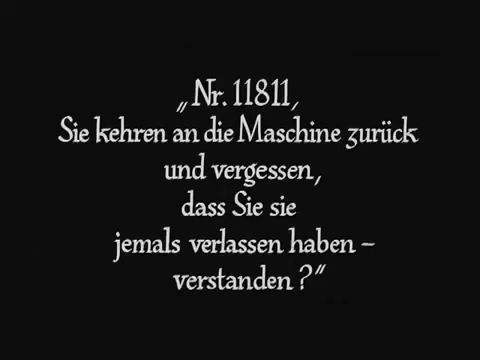 „Nr. 11811,
Sie kehren an die Maschine zurück
und vergessen,
dass Sie sie
jemals verlassen haben –
verstanden?“